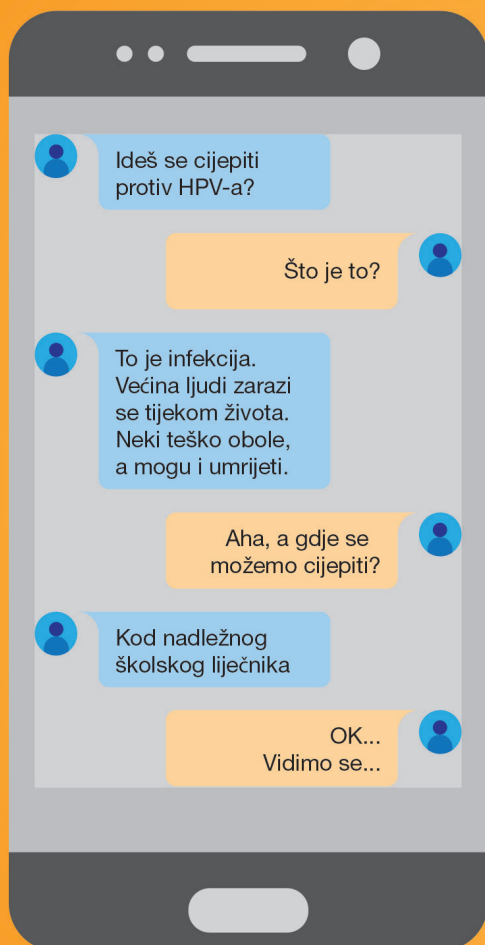 Ideš se cijepiti
protiv HPV-a?
Što je to?
To je infekcija.
Većina ljudi zarazi
se tijekom života.
Neki teško obole,
a mogu i umrijeti.
Aha, a gdje se
možemo cijepiti?
Kod nadležnog
školskog liječnika
OK...
Vidimo se...